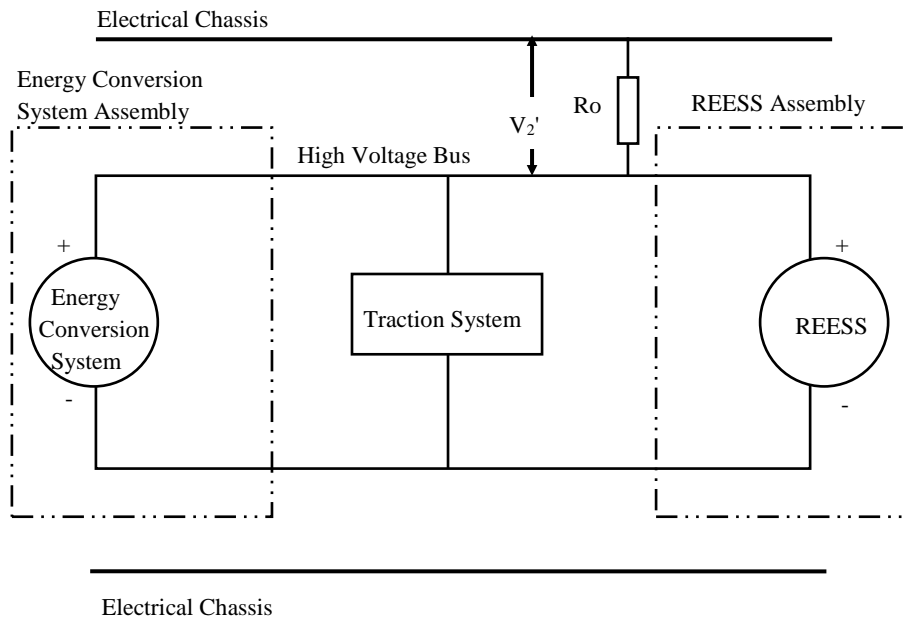 Electrical Chassis
Energy Conversion
System Assembly
V₂'
Ro
REESS Assembly
High Voltage Bus
+
+
Energy
Conversion
System
Traction System
REESS
-
-
Electrical Chassis